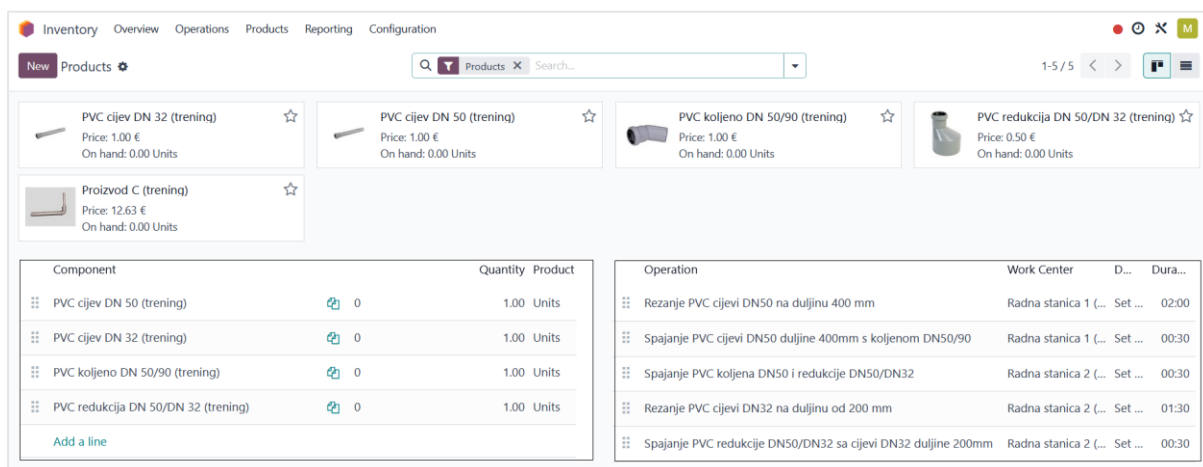 Inventory Overview Operations Products Reporting Configuration M
New Products Products × Search... 1-5 / 5
PVC cijev DN 32 (trening)
Price: 1.00 €
On hand: 0.00 Units
PVC cijev DN 50 (trening)
Price: 1.00 €
On hand: 0.00 Units
PVC koljeno DN 50/90 (trening)
Price: 1.00 €
On hand: 0.00 Units
PVC redukcija DN 50/DN 32 (trening)
Price: 0.50 €
On hand: 0.00 Units
Proizvod C (trening)
Price: 12.63 €
On hand: 0.00 Units
Component Quantity Product
PVC cijev DN 50 (trening) 0 1.00 Units
PVC cijev DN 32 (trening) 0 1.00 Units
PVC koljeno DN 50/90 (trening) 0 1.00 Units
PVC redukcija DN 50/DN 32 (trening) 0 1.00 Units
Add a line
Operation Work Center D... Dura...
Rezanje PVC cijevi DN50 na duljinu 400 mm Radna stanica 1 (... Set ... 02:00
Spajanje PVC cijevi DN50 duljine 400mm s koljenom DN50/90 Radna stanica 1 (... Set ... 00:30
Spajanje PVC koljena DN50 i redukcije DN50/DN32 Radna stanica 2 (... Set ... 00:30
Rezanje PVC cijevi DN32 na duljinu od 200 mm Radna stanica 2 (... Set ... 01:30
Spajanje PVC redukcije DN50/DN32 sa cijevi DN32 duljine 200mm Radna stanica 2 (... Set ... 00:30